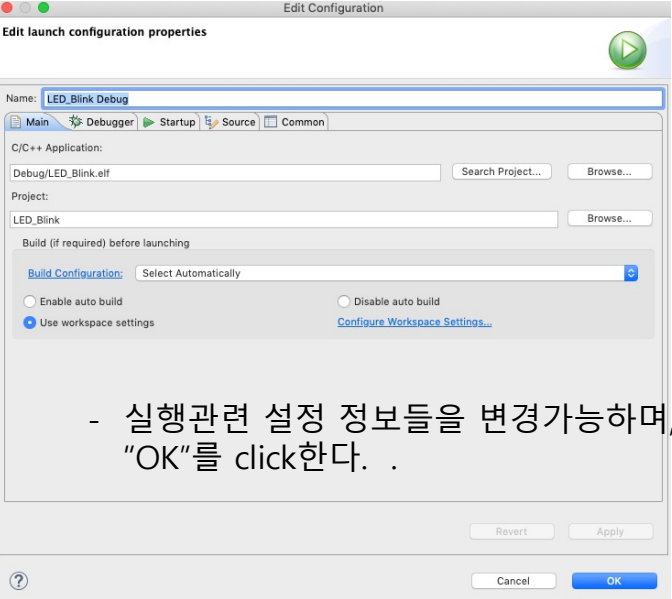 Edit Configuration
Edit launch configuration properties
Name: LED_Blink Debug
Main Debugger Startup Source Common
C/C++ Application:
Debug/LED_Blink.elf Search Project... Browse...
Project:
LED_Blink Browse...
Build (if required) before launching
Build Configuration: Select Automatically
Enable auto build Disable auto build
Use workspace settings Configure Workspace Settings...
- 실행관련 설정 정보들을 변경가능하며,
"OK"를 click한다. .
Revert Apply
? Cancel OK